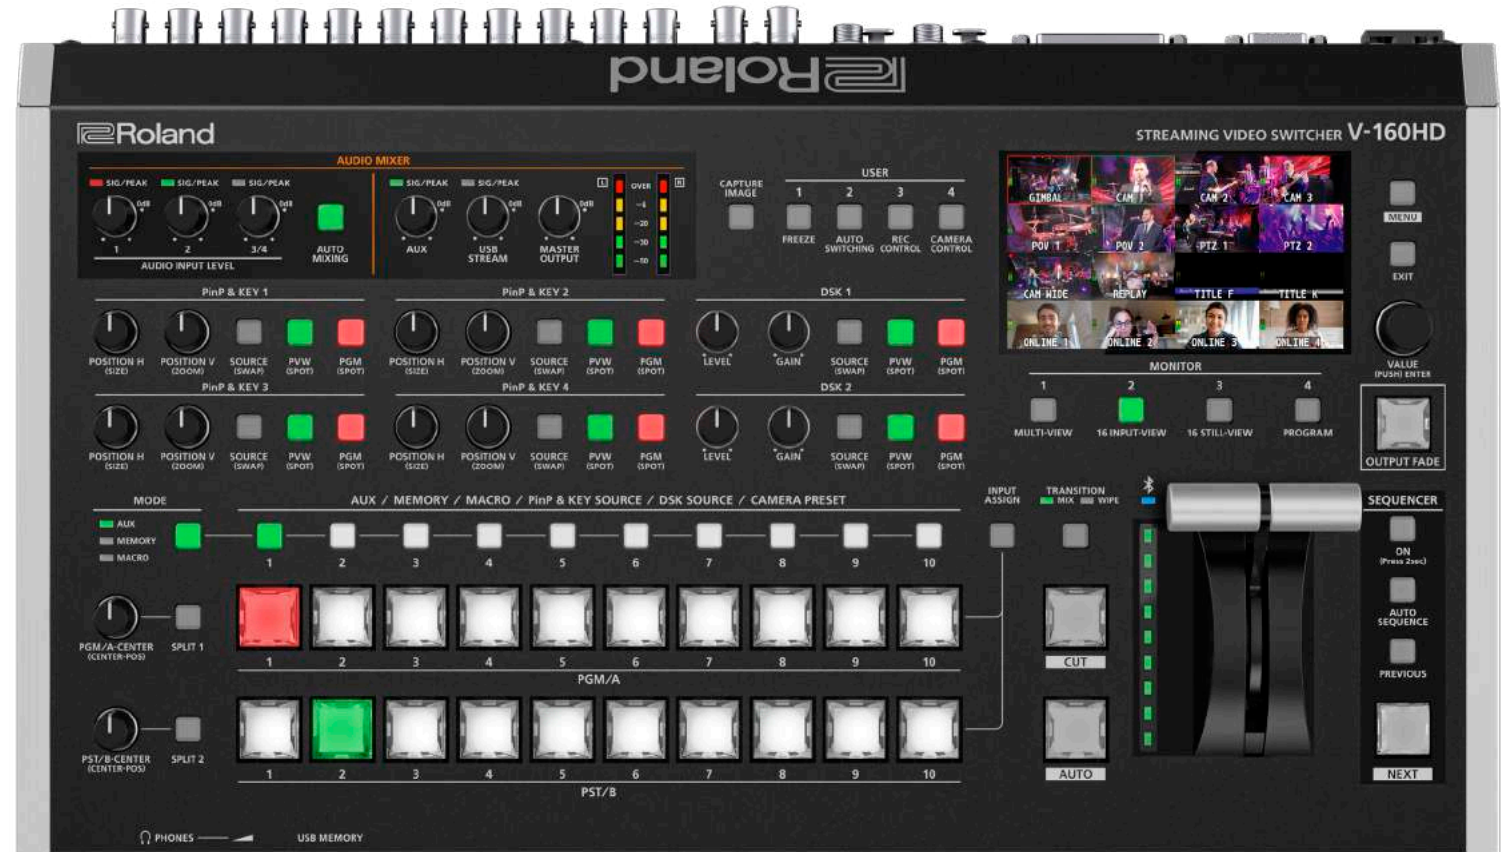 Roland
Roland
STREAMING VIDEO SWITCHER V-160HD
AUDIO MIXER
SIG/PEAK SIG/PEAK SIG/PEAK SIG/PEAK SIG/PEAK
L OVER R
0dB 0dB 0dB 0dB 0dB
-4
-20
-30
-50
1 2 3/4
AUDIO INPUT LEVEL
AUTO
MIXING
AUX
USB
STREAM
MASTER
OUTPUT
CAPTURE
IMAGE
USER
1 2 3 4
FREEZE
AUTO
SWITCHING
REC
CONTROL
CAMERA
CONTROL
GIMBAL CAM 1 CAM 2 CAM 3
POV 1 POV 2 PTZ 1 PTZ 2
CAM WIDE REPLAY TITLE F TITLE K
ONLINE 1 ONLINE 2 ONLINE 3 ONLINE 4
MENU
EXIT
VALUE
(PUSH) ENTER
PinP & KEY 1 PinP & KEY 2 DSK 1
POSITION H POSITION V SOURCE PVW PGM POSITION H POSITION V SOURCE PVW PGM LEVEL GAIN SOURCE PVW PGM
(SIZE) (ZOOM) (SWAP) (SPOT) (SPOT) (SIZE) (ZOOM) (SWAP) (SPOT) (SPOT) (SWAP) (SPOT) (SPOT)
PinP & KEY 3 PinP & KEY 4 DSK 2
POSITION H POSITION V SOURCE PVW PGM POSITION H POSITION V SOURCE PVW PGM LEVEL GAIN SOURCE PVW PGM
(SIZE) (ZOOM) (SWAP) (SPOT) (SPOT) (SIZE) (ZOOM) (SWAP) (SPOT) (SPOT) (SWAP) (SPOT) (SPOT)
MONITOR
1 2 3 4
MULTI-VIEW 16 INPUT-VIEW 16 STILL-VIEW PROGRAM
OUTPUT FADE
MODE
AUX
MEMORY
MACRO
AUX / MEMORY / MACRO / PinP & KEY SOURCE / DSK SOURCE / CAMERA PRESET
1 2 3 4 5 6 7 8 9 10
INPUT
ASSIGN
TRANSITION
MIX WIPE
SEQUENCER
ON
(Press 2sec)
AUTO
SEQUENCE
PREVIOUS
NEXT
PGM/A-CENTER
(CENTER-POS)
SPLIT 1
1 2 3 4 5 6 7 8 9 10
PGM/A
CUT
PST/B-CENTER
(CENTER-POS)
SPLIT 2
1 2 3 4 5 6 7 8 9 10
PST/B
AUTO
PHONES
USB MEMORY